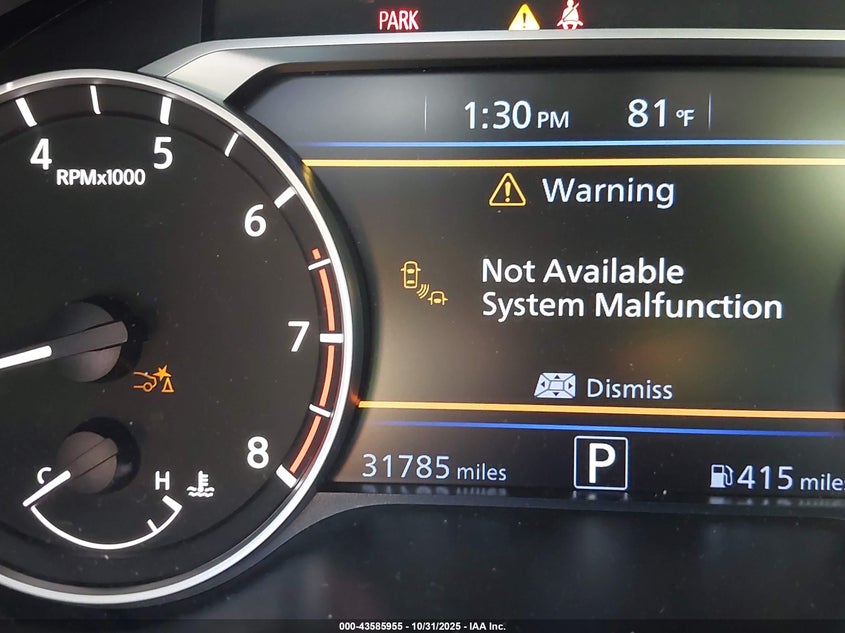 PARK
1:30 PM 81 °F
4 5
RPMx1000
6
7
8
Warning
Not Available
System Malfunction
Dismiss
C H
31785 miles P 415 miles
000-43585955 - 10/31/2025 - IAA Inc.